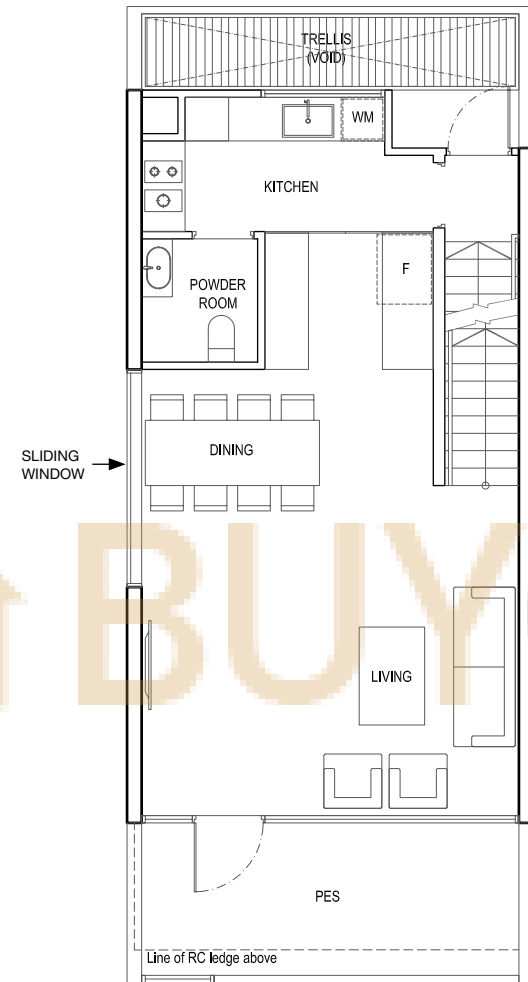 TRELLIS
(VOID)
WM
KITCHEN
F
POWDER
ROOM
DINING
SLIDING
WINDOW
BUY
LIVING
PES
Line of RC ledge above